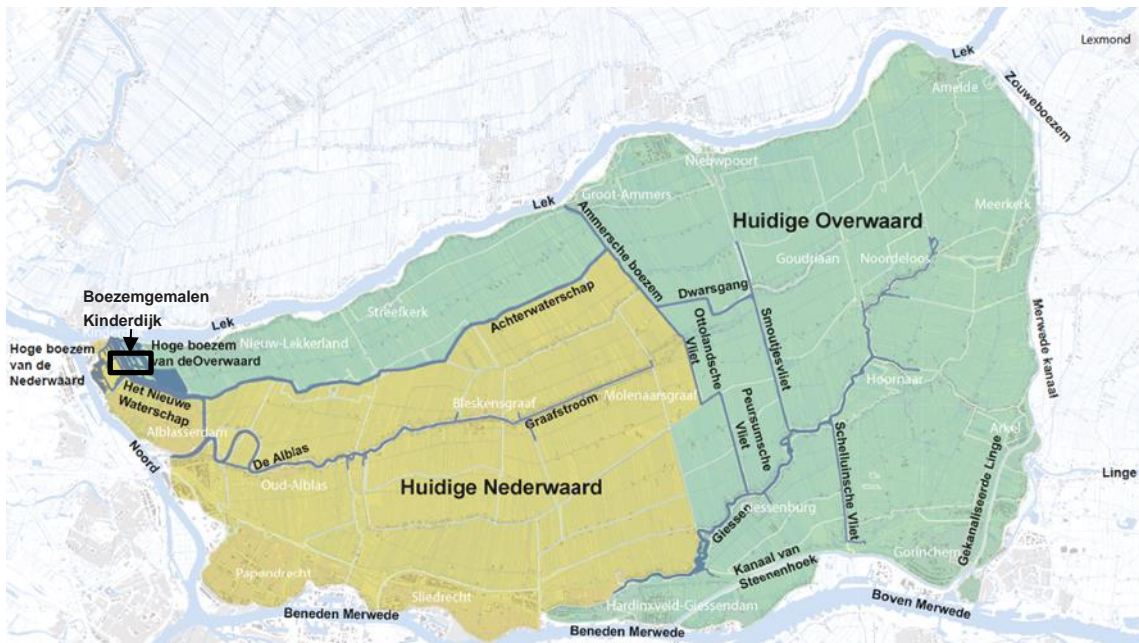 Lexmond
Lek
Zouweboezem
Ameide
Nieuwpoort
Groot-Ammers
Lek
Ammersche boezem
Huidige Overwaard
Meerkerk
Goudriaan
Noordeloos
Dwarsgang
Achterwaterschap
Boezemgemalen
Kinderdijk
Lek
Streefkerk
Ottolandsche
Vliet
Smoutjesvliet
Merwede kanaal
Hoge boezem
van de
Nederwaard
Hoge boezem
van deOverwaard
Nieuw-Lekkerland
Het Nieuwe
Waterschap
Bleskensgraaf
Molenaarsgraaf
Graafstroom
Peursumsche
Vliet
Hoornaar
Alblasserdam
Noord
De Alblas
Oud-Alblas
Huidige Nederwaard
Schelluinsche Vliet
Arkel
Gekanaliseerde Linge
Linge
Giessen
Giessenburg
Kanaal van
Steenenhoek
Gorinchem
Papendrecht
Sliedrecht
Hardinxveld-Giessendam
Beneden Merwede
Beneden Merwede
Boven Merwede